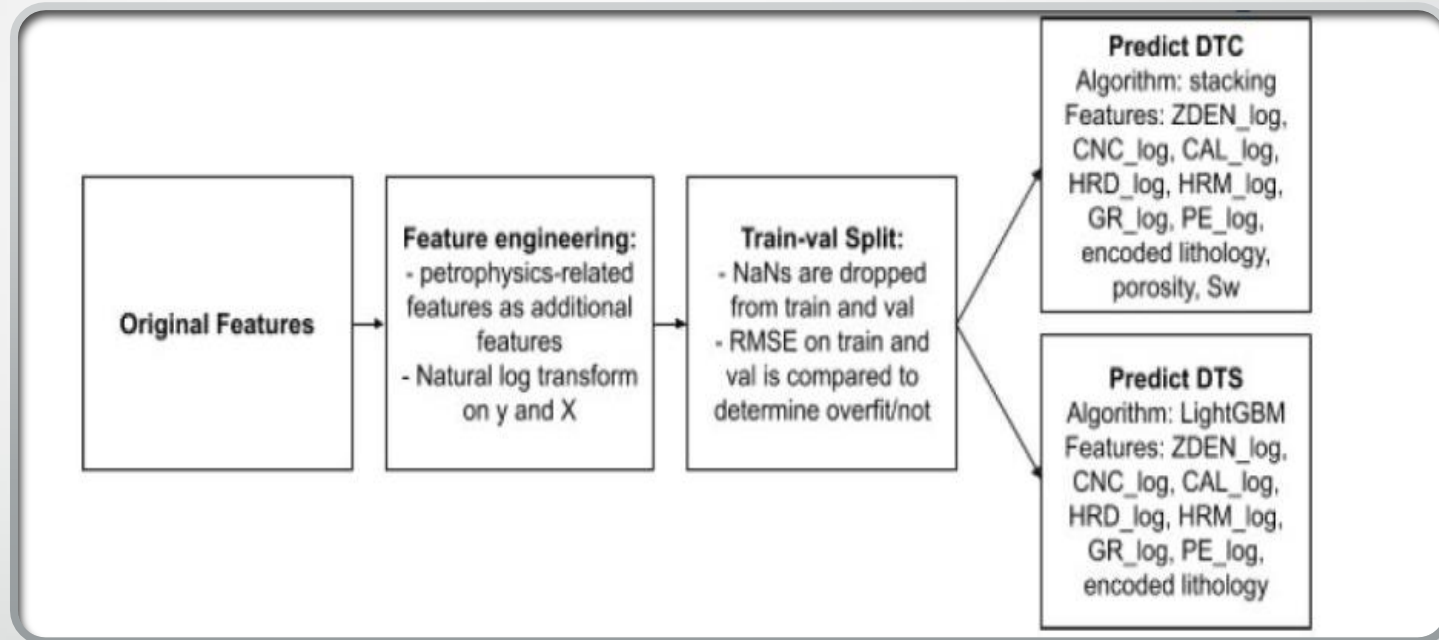 Original Features
Feature engineering:
- petrophysics-related
features as additional
features
- Natural log transform
on y and X
Train-val Split:
- NaNs are dropped
from train and val
- RMSE on train and
val is compared to
determine overfit/not
Predict DTC
Algorithm: stacking
Features: ZDEN_log,
CNC_log, CAL_log,
HRD_log, HRM_log,
GR_log, PE_log,
encoded lithology,
porosity, Sw
Predict DTS
Algorithm: LightGBM
Features: ZDEN_log,
CNC_log, CAL_log,
HRD_log, HRM_log,
GR_log, PE_log,
encoded lithology